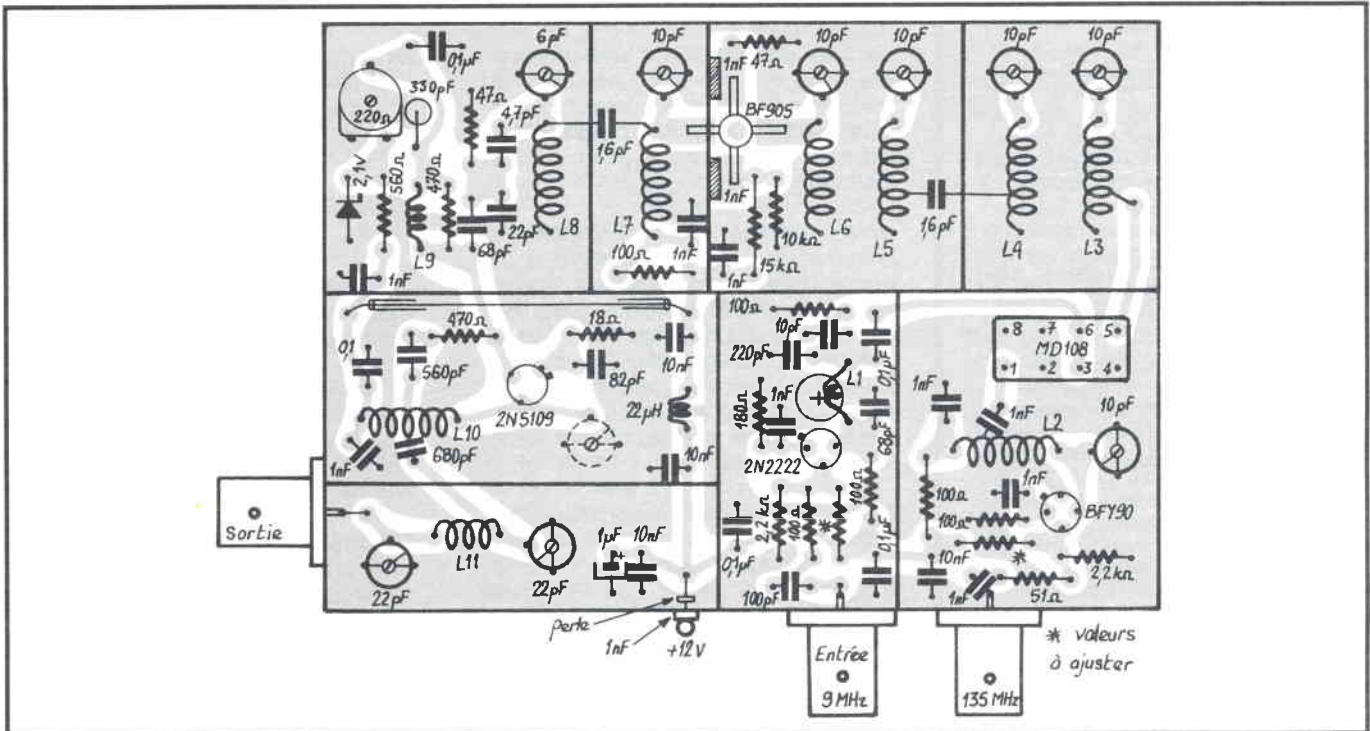 6pF
10pF
10pF
10pF
10pF
10pF
0,1µF
1nF
47Ω
330pF
47Ω
220Ω
4,7pF
BF905
1,6pF
2,1V
560Ω
470Ω
1nF
1,6pF
L8
L7
L6
L5
L4
L3
22pF
68pF
L9
10kΩ
15kΩ
100Ω
1nF
1nF
1nF
470Ω
18Ω
100Ω
10pF
8 7 6 5
MD108
1 2 3 4
0,1
560pF
10nF
220pF
0,1µF
82pF
L1
1nF
1nF
2N5109
22µH
180Ω
1nF
L2
10pF
L10
680pF
68pF
1nF
10nF
2N2222
1nF
100Ω
100Ω
BFY90
100Ω
Sortie
2,2kΩ
100Ω
*
*
L11
1µF
+
10nF
0,1µF
0,1µF
10nF
2,2kΩ
22pF
22pF
100pF
1nF
51Ω
perle
1nF
+12V
* valeurs
à ajuster
Entrée
9MHz
135MHz